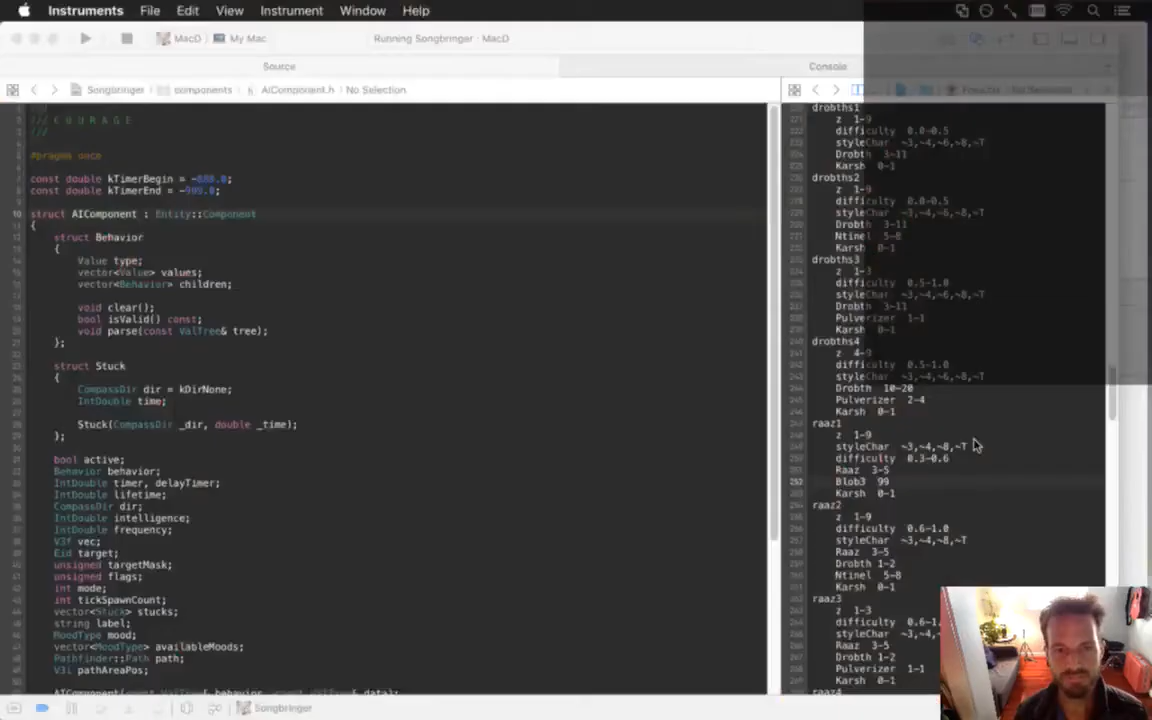 Instruments File Edit View Instrument Window Help
MacD My Mac Running Songbringer : MacD
Source
Console
Songbringer components AIComponent.h No Selection
/// C O U R A G E
///
#pragma once
const double kTimerBegin = -888.0;
const double kTimerEnd = -999.0;
struct AIComponent : Entity::Component
{
struct Behavior
{
Value type;
vector<Value> values;
vector<Behavior> children;
void clear();
bool isValid() const;
void parse(const ValTree& tree);
};
struct Stuck
{
CompassDir dir = kDirNone;
IntDouble time;
Stuck(CompassDir _dir, double _time);
};
bool active;
Behavior behavior;
IntDouble timer, delayTimer;
IntDouble lifetime;
CompassDir dir;
IntDouble intelligence;
IntDouble frequency;
V3f vec;
Eid target;
unsigned targetMask;
unsigned flags;
int mode;
int tickSpawnCount;
vector<Stuck> stucks;
string label;
MoodType mood;
vector<MoodType> availableMoods;
Pathfinder::Path path;
V3i pathAreaPos;
Songbringer
drobths1
z 1-9
difficulty 0.0-0.5
styleChar ~3,~4,~6,~8,~T
Drobth 3-11
Karsh 0-1
drobths2
z 1-9
difficulty 0.0-0.5
styleChar ~3,~4,~6,~8,~T
Drobth 3-11
Ntinel 5-8
Karsh 0-1
drobths3
z 1-3
difficulty 0.5-1.0
styleChar ~3,~4,~6,~8,~T
Drobth 3-11
Pulverizer 1-1
Karsh 0-1
drobths4
z 4-9
difficulty 0.5-1.0
styleChar ~3,~4,~6,~8,~T
Drobth 10-20
Pulverizer 2-4
Karsh 0-1
raaz1
z 1-9
styleChar ~3,~4,~8,~T
difficulty 0.3-0.6
Raaz 3-5
Blob3 99
Karsh 0-1
raaz2
z 1-9
difficulty 0.6-1.0
styleChar ~3,~4,~8,~T
Raaz 3-5
Drobth 1-2
Ntinel 5-8
Karsh 0-1
raaz3
z 1-3
difficulty 0.6-1.
styleChar ~3,~4
Raaz 3-5
Drobth 1-2
Pulverizer 1-1
Karsh 0-1
raaz4